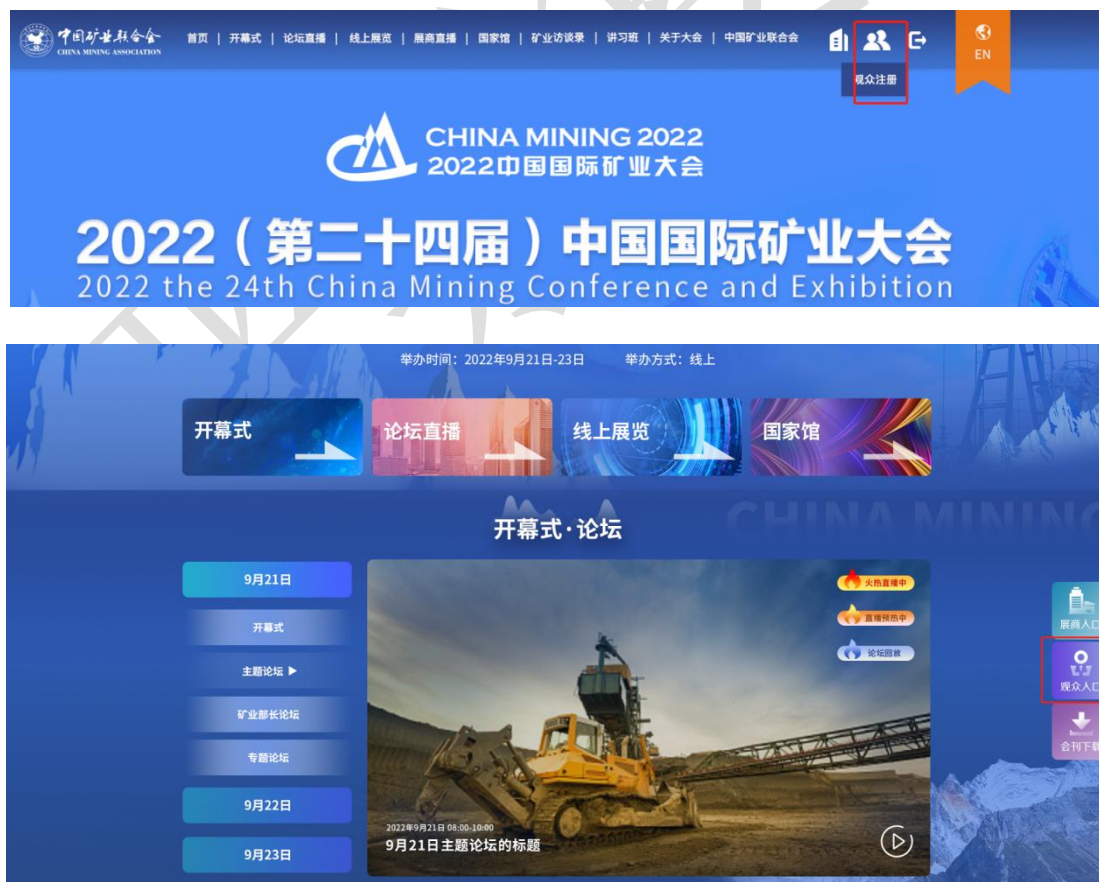 中国矿业联合会
CHINA MINING ASSOCIATION
首页 | 开幕式 | 论坛直播 | 线上展览 | 展商直播 | 国家馆 | 矿业访谈录 | 讲习班 | 关于大会 | 中国矿业联合会
EN
观众注册
CHINA MINING 2022
2022中国国际矿业大会
2022（第二十四届）中国国际矿业大会
2022 the 24th China Mining Conference and Exhibition
举办时间：2022年9月21日-23日 举办方式：线上
开幕式
论坛直播
线上展览
国家馆
CHINA MINING
开幕式·论坛
9月21日
开幕式
主题论坛 ▶
矿业部长论坛
专题论坛
9月22日
9月23日
火热直播中
直播预热中
论坛回放
2022年9月21日 08:00-10:00
9月21日主题论坛的标题
展商入口
观众入口
会刊下载